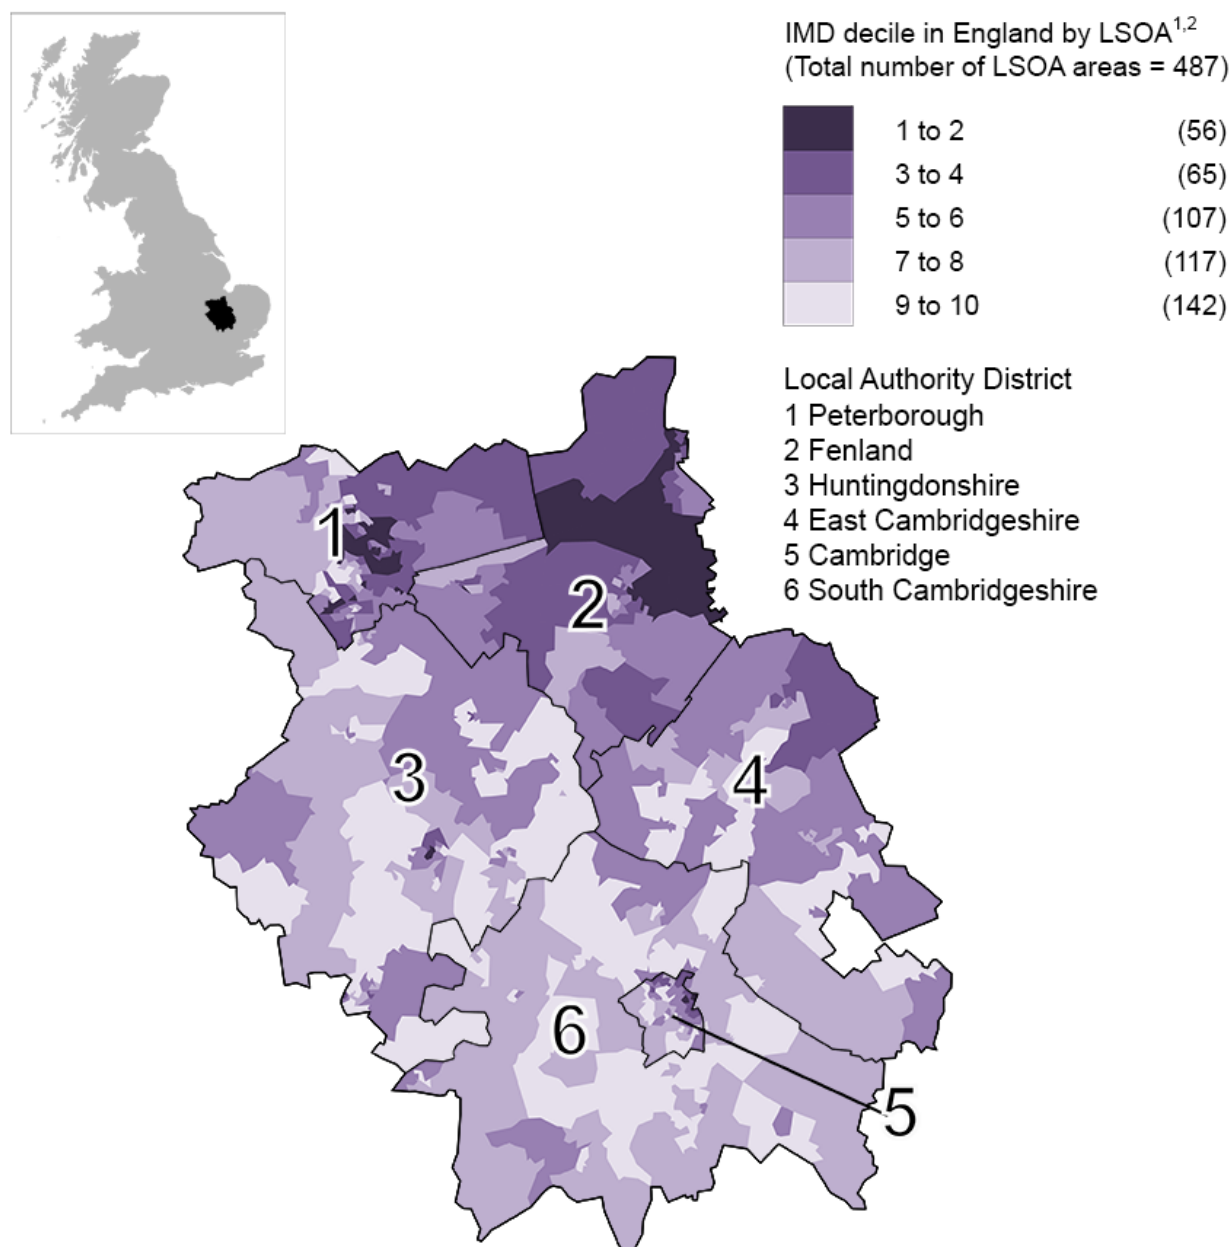 IMD decile in England by LSOA1,2
(Total number of LSOA areas = 487)
1 to 2 (56)
3 to 4 (65)
5 to 6 (107)
7 to 8 (117)
9 to 10 (142)
Local Authority District
1 Peterborough
2 Fenland
3 Huntingdonshire
4 East Cambridgeshire
5 Cambridge
6 South Cambridgeshire
1
2
3
4
6
5